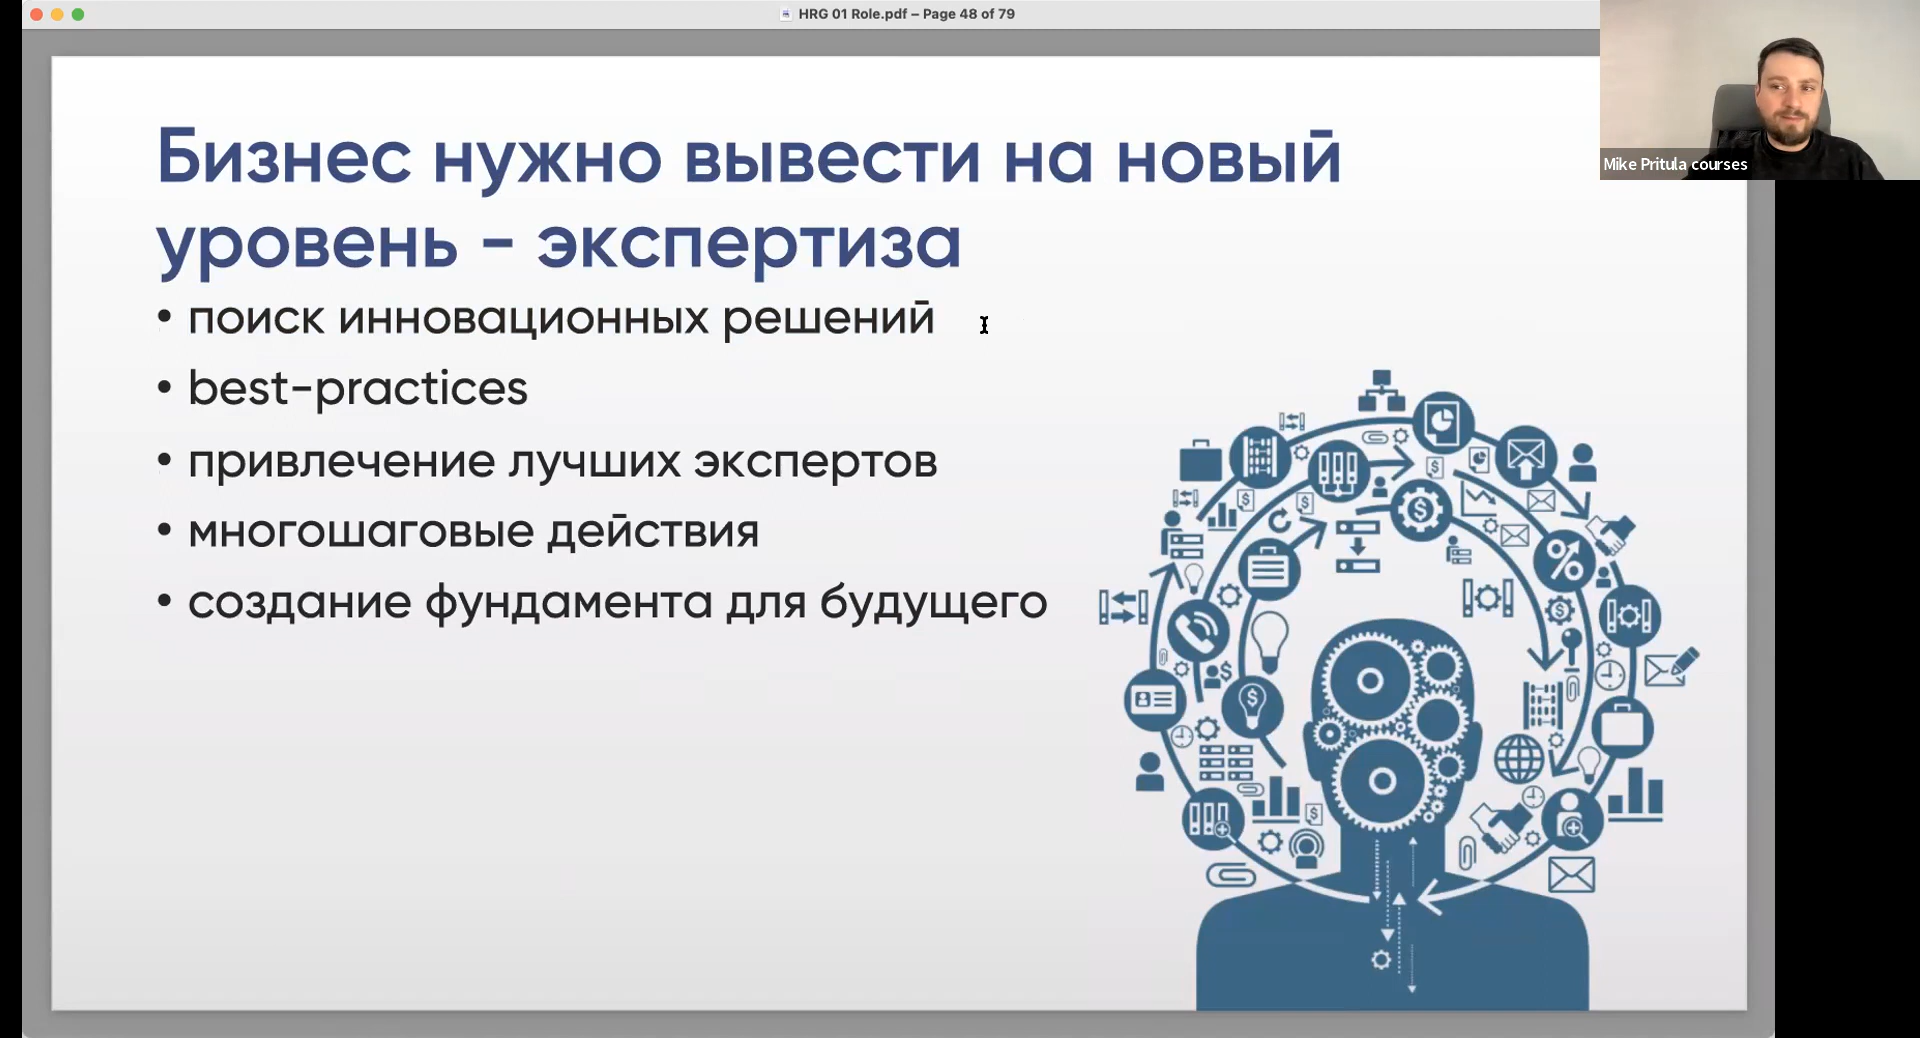 HRG 01 Role.pdf – Page 48 of 79
Mike Pritula courses
Бизнес нужно вывести на новый
уровень - экспертиза
• поиск инновационных решений
• best-practices
• привлечение лучших экспертов
• многошаговые действия
• создание фундамента для будущего